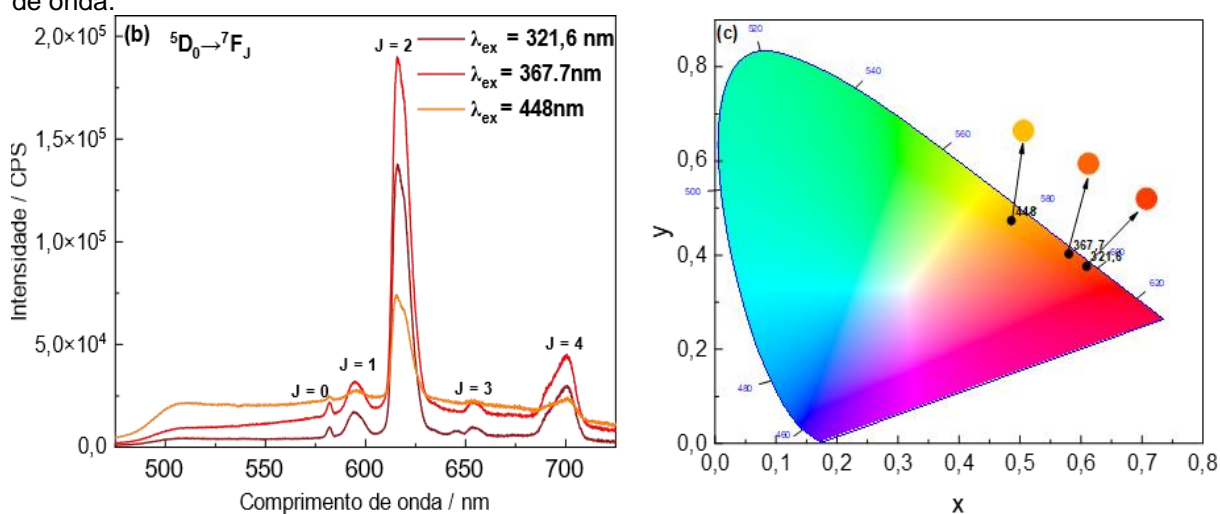 de onda.
(b) ⁵D₀→⁷F_J
J = 2
λex = 321,6 nm
λex = 367.7nm
λex = 448nm
J = 0
J = 1
J = 3
J = 4
2,0×10⁵
1,5×10⁵
1,0×10⁵
5,0×10⁴
0,0
Intensidade / CPS
500 550 600 650 700
Comprimento de onda / nm
(c)
520
540
560
580
500
448
367,7
321,6
620
480
460
0,8
0,6
0,4
0,2
0,0
y
0,0 0,1 0,2 0,3 0,4 0,5 0,6 0,7 0,8
x